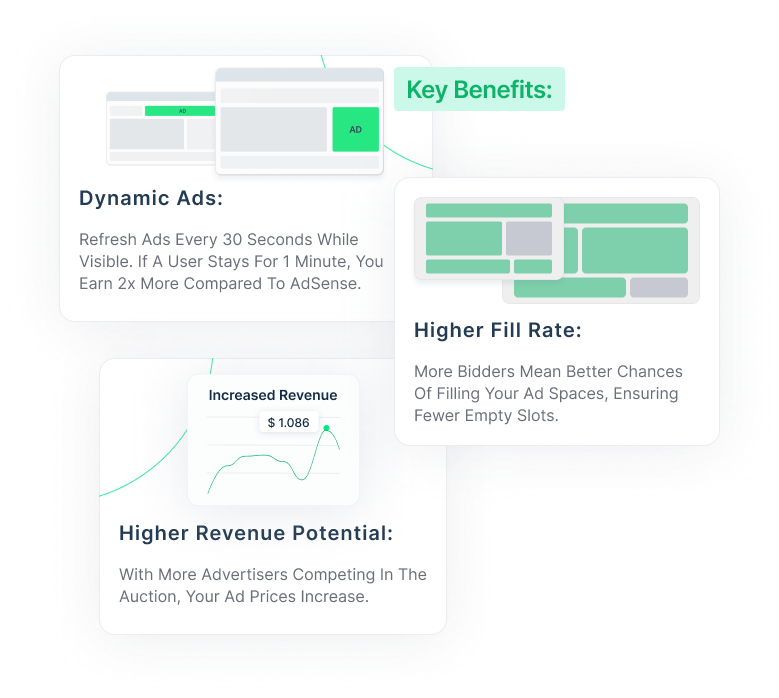 Key Benefits:
AD
AD
Dynamic Ads:
Refresh Ads Every 30 Seconds While
Visible. If A User Stays For 1 Minute, You
Earn 2x More Compared To AdSense.
Higher Fill Rate:
More Bidders Mean Better Chances
Of Filling Your Ad Spaces, Ensuring
Fewer Empty Slots.
Increased Revenue
$ 1.086
Higher Revenue Potential:
With More Advertisers Competing In The
Auction, Your Ad Prices Increase.